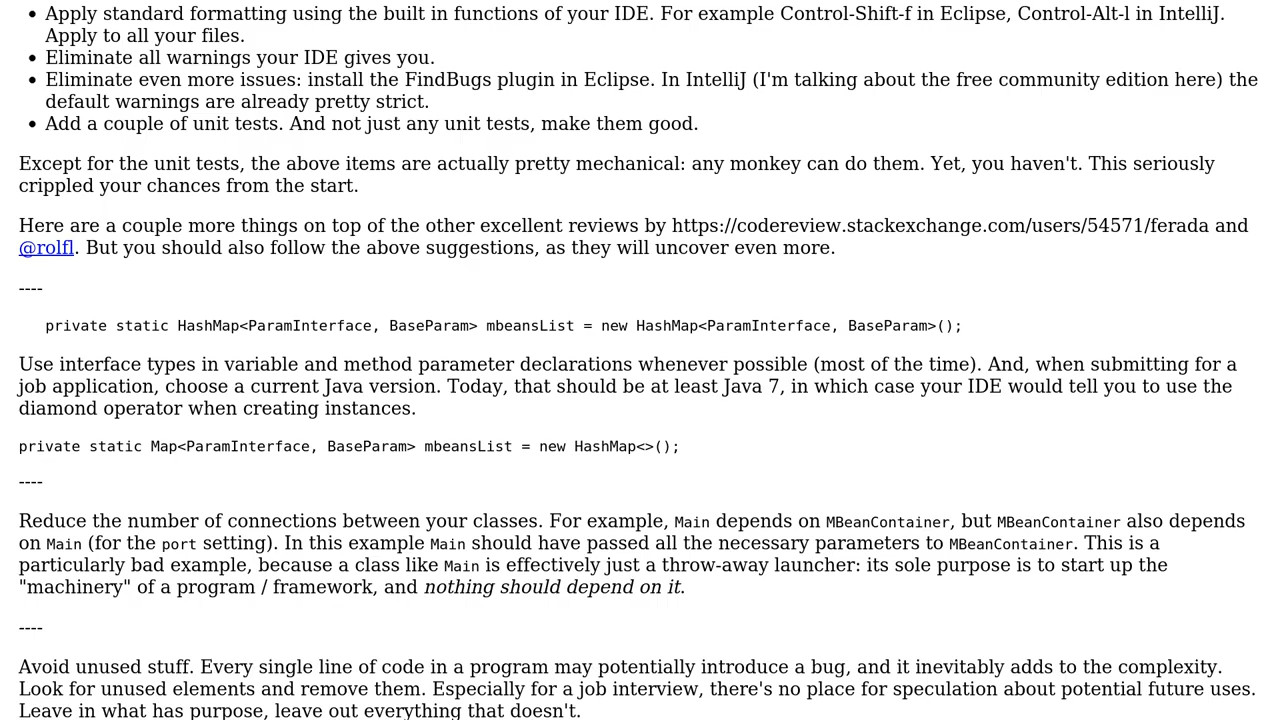 • Apply standard formatting using the built in functions of your IDE. For example Control-Shift-f in Eclipse, Control-Alt-l in IntelliJ.
Apply to all your files.
• Eliminate all warnings your IDE gives you.
• Eliminate even more issues: install the FindBugs plugin in Eclipse. In IntelliJ (I'm talking about the free community edition here) the
default warnings are already pretty strict.
• Add a couple of unit tests. And not just any unit tests, make them good.
Except for the unit tests, the above items are actually pretty mechanical: any monkey can do them. Yet, you haven't. This seriously
crippled your chances from the start.
Here are a couple more things on top of the other excellent reviews by https://codereview.stackexchange.com/users/54571/ferada and
@rolfl. But you should also follow the above suggestions, as they will uncover even more.
----
private static HashMap<ParamInterface, BaseParam> mbeansList = new HashMap<ParamInterface, BaseParam>();
Use interface types in variable and method parameter declarations whenever possible (most of the time). And, when submitting for a
job application, choose a current Java version. Today, that should be at least Java 7, in which case your IDE would tell you to use the
diamond operator when creating instances.
private static Map<ParamInterface, BaseParam> mbeansList = new HashMap<>();
----
Reduce the number of connections between your classes. For example, Main depends on MBeanContainer, but MBeanContainer also depends
on Main (for the port setting). In this example Main should have passed all the necessary parameters to MBeanContainer. This is a
particularly bad example, because a class like Main is effectively just a throw-away launcher: its sole purpose is to start up the
"machinery" of a program / framework, and nothing should depend on it.
----
Avoid unused stuff. Every single line of code in a program may potentially introduce a bug, and it inevitably adds to the complexity.
Look for unused elements and remove them. Especially for a job interview, there's no place for speculation about potential future uses.
Leave in what has purpose, leave out everything that doesn't.